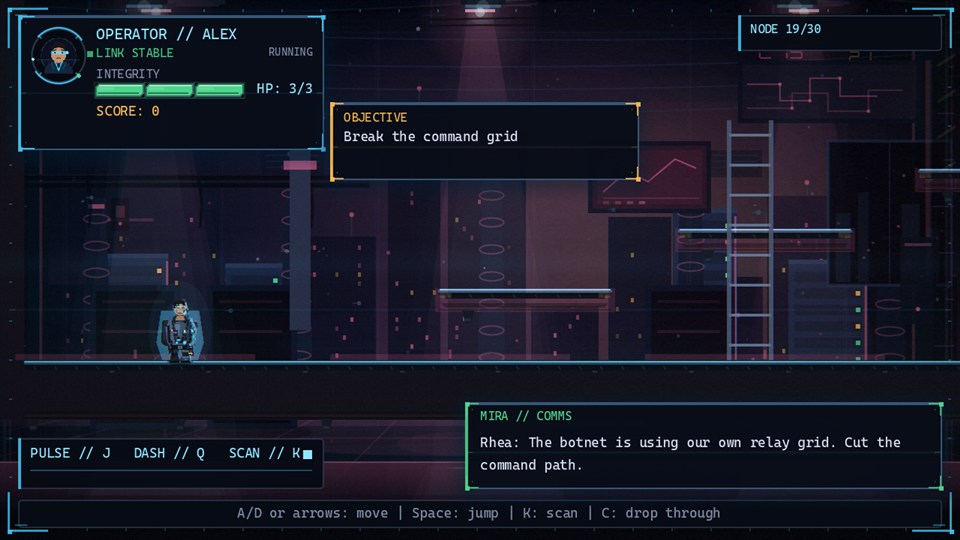 OPERATOR // ALEX
LINK STABLE
RUNNING
INTEGRITY
HP: 3/3
SCORE: 0
NODE 19/30
OBJECTIVE
Break the command grid
MIRA // COMMS
Rhea: The botnet is using our own relay grid. Cut the
command path.
PULSE // J DASH // Q SCAN // K
A/D or arrows: move | Space: jump | K: scan | C: drop through